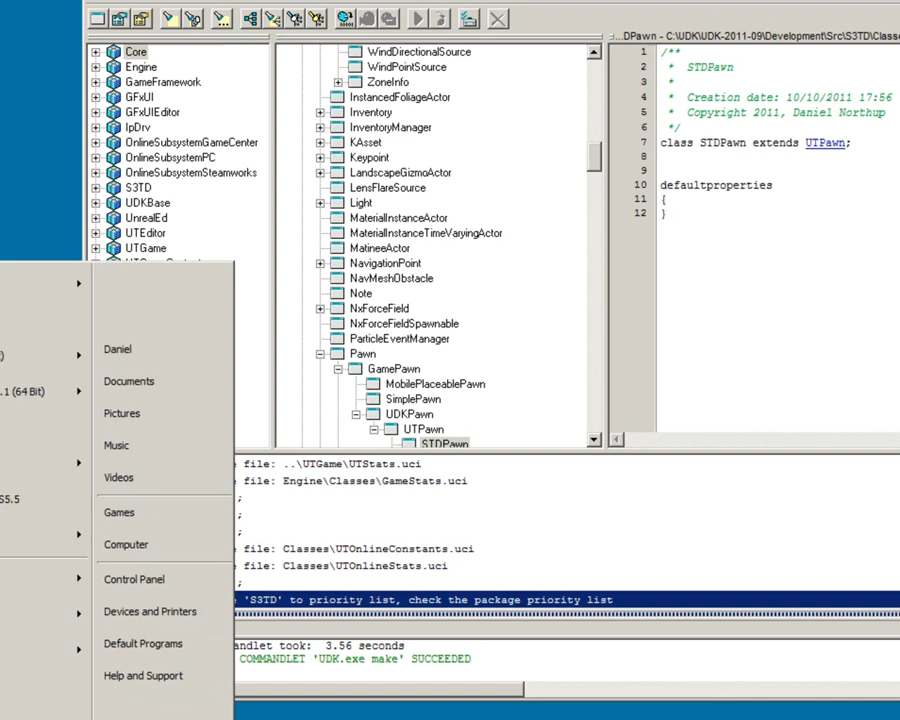 ...DPawn - C:\UDK\UDK-2011-09\Development\Src\S3TD\Classe
Core
Engine
GameFramework
GFxUI
GFxUIEditor
IpDrv
OnlineSubsystemGameCenter
OnlineSubsystemPC
OnlineSubsystemSteamworks
S3TD
UDKBase
UnrealEd
UTEditor
UTGame
WindDirectionalSource
WindPointSource
ZoneInfo
InstancedFoliageActor
Inventory
InventoryManager
KAsset
Keypoint
LandscapeGizmoActor
LensFlareSource
Light
MaterialInstanceActor
MaterialInstanceTimeVaryingActor
MatineeActor
NavigationPoint
NavMeshObstacle
Note
NxForceField
NxForceFieldSpawnable
ParticleEventManager
Pawn
GamePawn
MobilePlaceablePawn
SimplePawn
UDKPawn
UTPawn
STDPawn
1 /**
2 * STDPawn
3 *
4 * Creation date: 10/10/2011 17:56
5 * Copyright 2011, Daniel Northup
6 */
7 class STDPawn extends UTPawn;
8
9
10 defaultproperties
11 {
12 }
)
.1 (64 Bit)
S5.5
Daniel
Documents
Pictures
Music
Videos
Games
Computer
Control Panel
Devices and Printers
Default Programs
Help and Support
e file: ..\UTGame\UTStats.uci
e file: Engine\Classes\GameStats.uci
;
;
;
e file: Classes\UTOnlineConstants.uci
e file: Classes\UTOnlineStats.uci
;
'S3TD' to priority list, check the package priority list
andlet took: 3.56 seconds
COMMANDLET 'UDK.exe make' SUCCEEDED